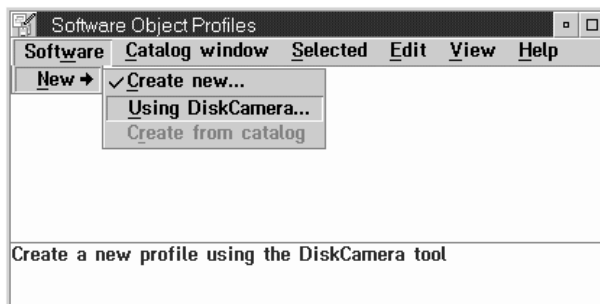 Software Object Profiles
Software Catalog window Selected Edit View Help
New → ✓Create new...
Using DiskCamera...
Create from catalog
Create a new profile using the DiskCamera tool